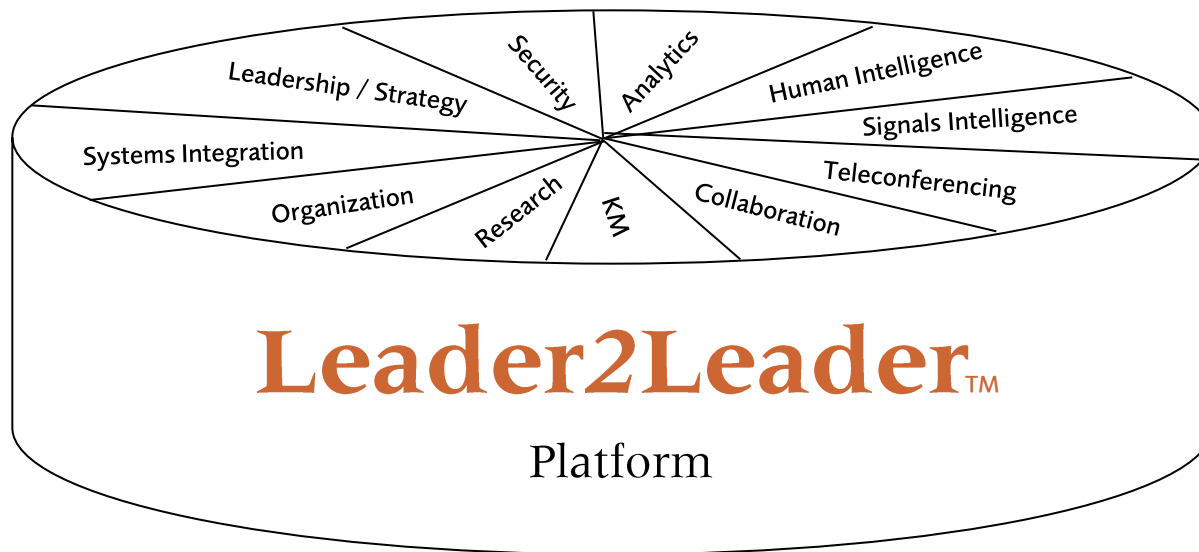 Security
Analytics
Leadership / Strategy
Human Intelligence
Systems Integration
Signals Intelligence
Organization
Research
KM
Collaboration
Teleconferencing
Leader2Leader™
Platform